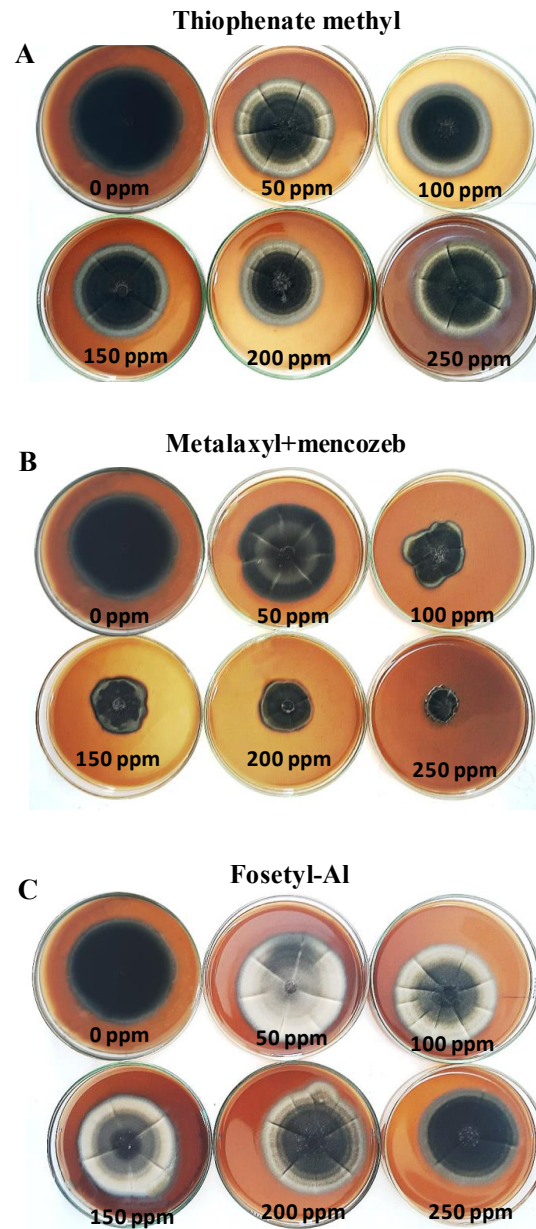 Thiophenate methyl
A
0 ppm
50 ppm
100 ppm
150 ppm
200 ppm
250 ppm
Metalaxyl+mencozeb
B
0 ppm
50 ppm
100 ppm
150 ppm
200 ppm
250 ppm
Fosetyl-Al
C
0 ppm
50 ppm
100 ppm
150 ppm
200 ppm
250 ppm